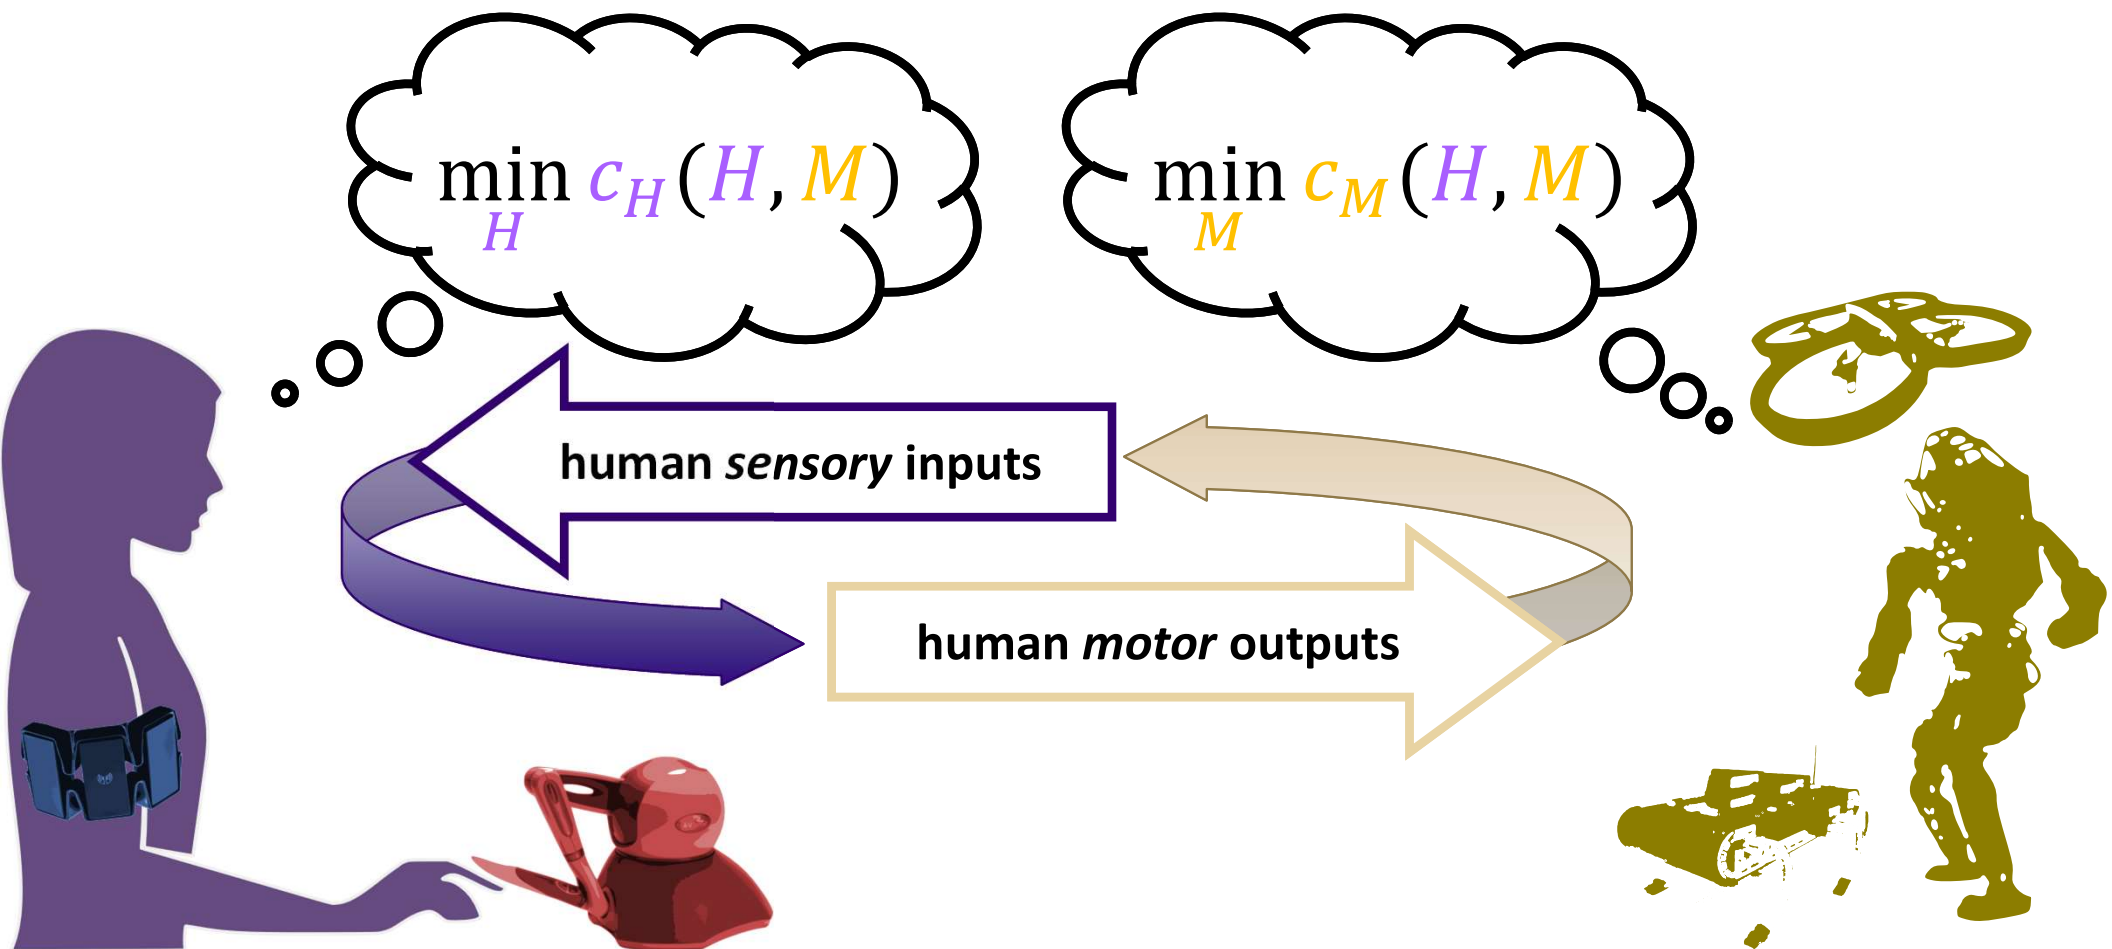 min c_H(H, M)
H
min c_M(H, M)
M
human sensory inputs
human motor outputs